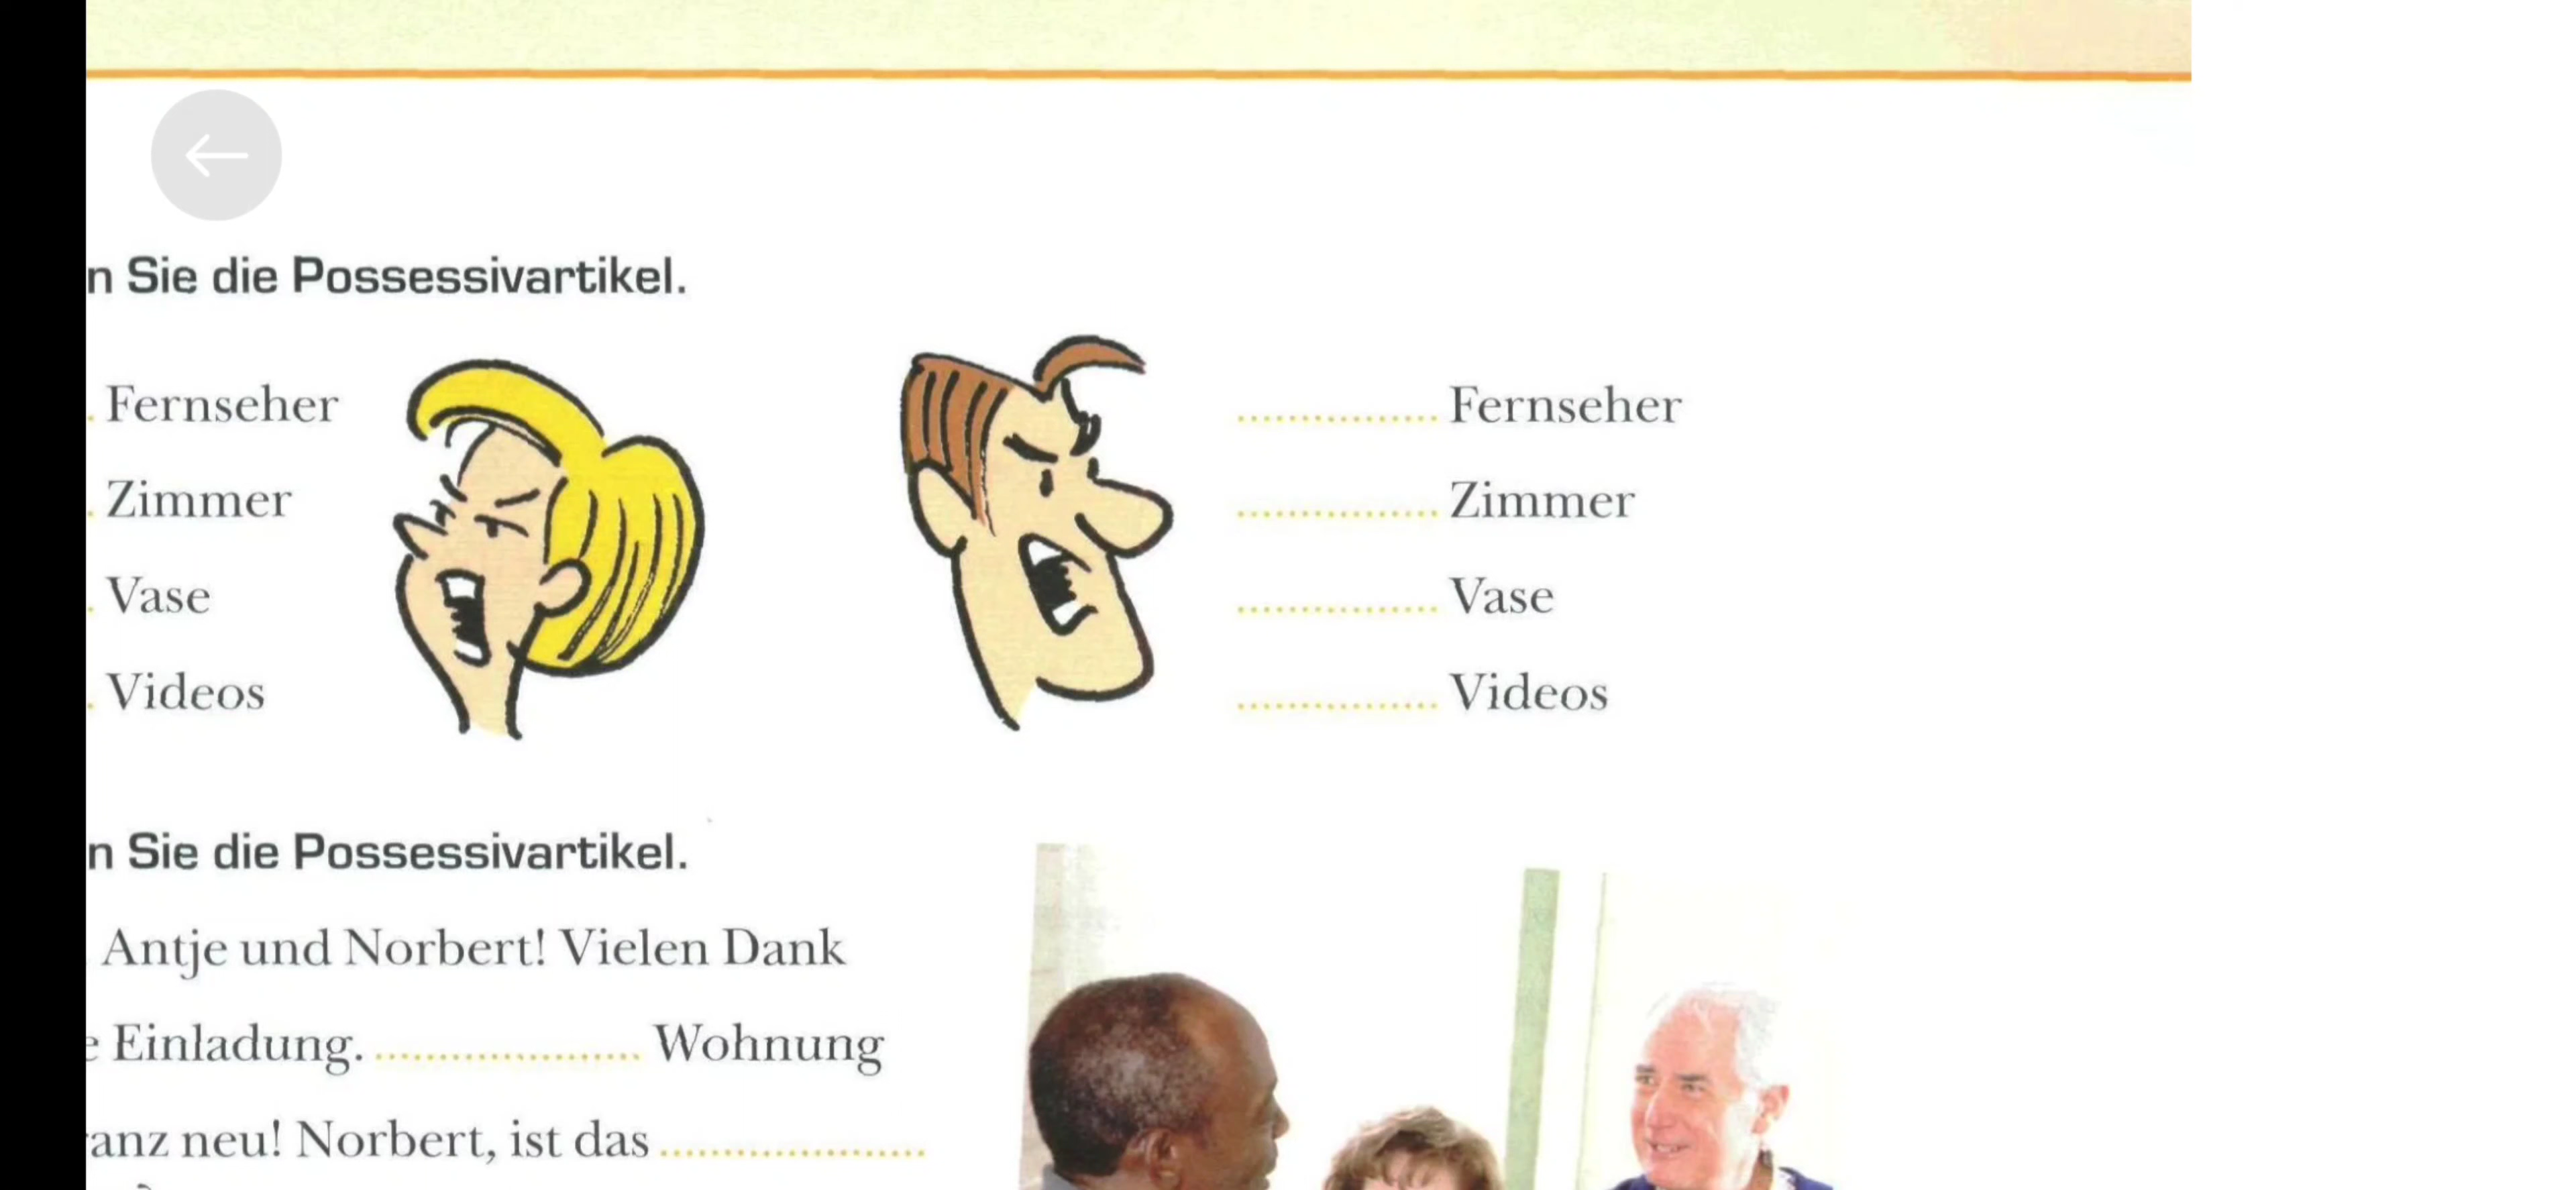 n Sie die Possessivartikel.
. Fernseher
. Zimmer
. Vase
. Videos
................ Fernseher
................ Zimmer
................ Vase
................ Videos
n Sie die Possessivartikel.
Antje und Norbert! Vielen Dank
e Einladung. ..................... Wohnung
anz neu! Norbert, ist das .....................